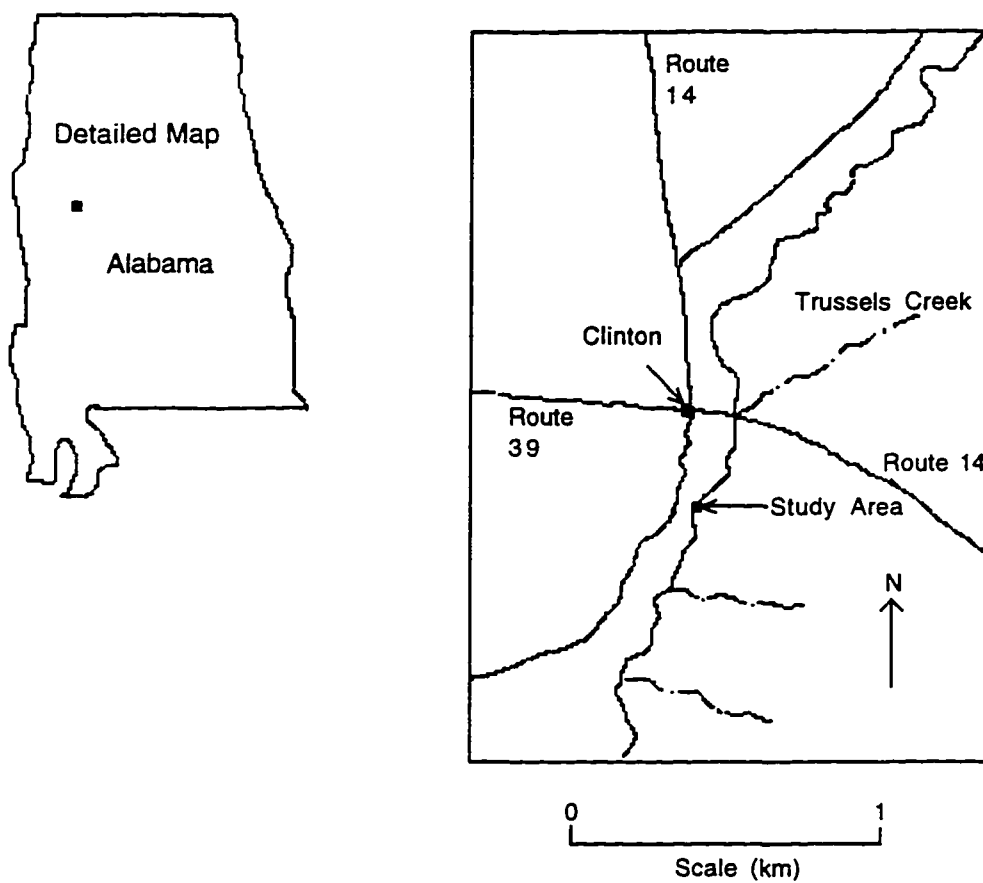 Detailed Map
Alabama
Route
14
Trussels Creek
Clinton
Route
39
Route 14
Study Area
N
0 1
Scale (km)